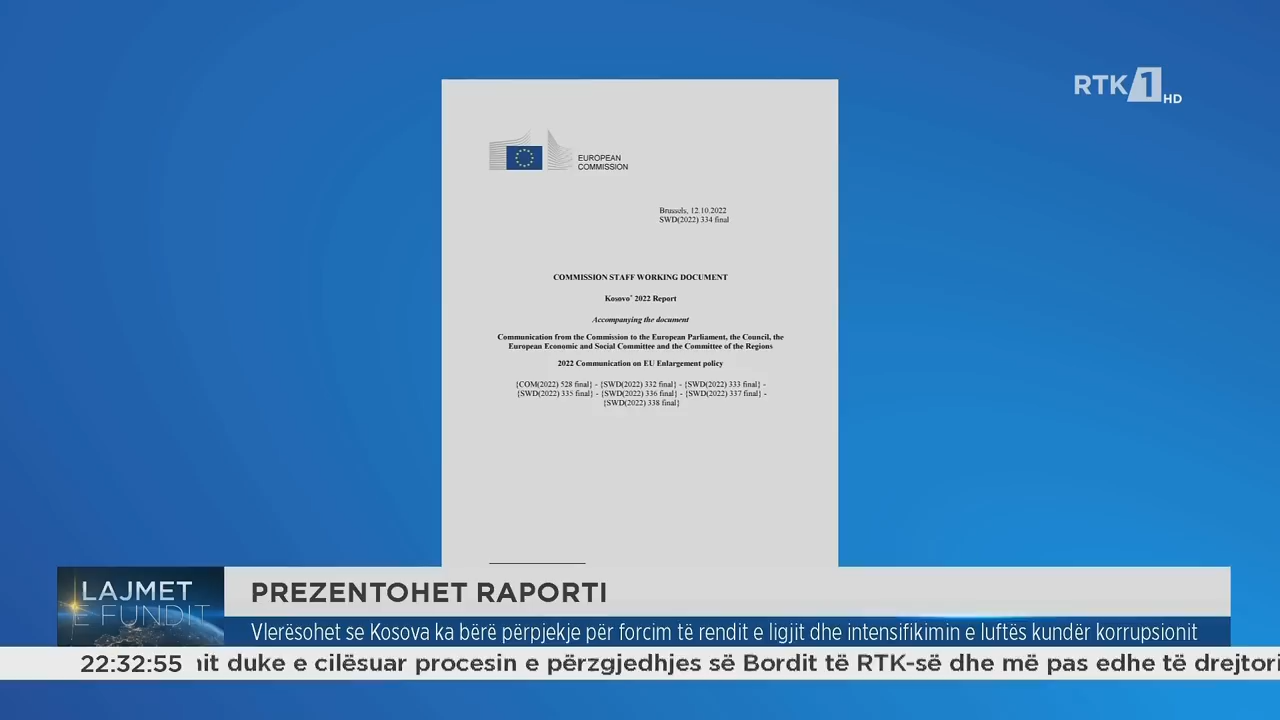 RTK 1 HD
EUROPEAN
COMMISSION
Brussels, 12.10.2022
SWD(2022) 334 final
COMMISSION STAFF WORKING DOCUMENT
Kosovo* 2022 Report
Accompanying the document
Communication from the Commission to the European Parliament, the Council, the
European Economic and Social Committee and the Committee of the Regions
2022 Communication on EU Enlargement policy
{COM(2022) 528 final} - {SWD(2022) 332 final} - {SWD(2022) 333 final} -
{SWD(2022) 335 final} - {SWD(2022) 336 final} - {SWD(2022) 337 final} -
{SWD(2022) 338 final}
LAJMET
E FUNDIT
PREZENTOHET RAPORTI
Vlerësohet se Kosova ka bërë përpjekje për forcim të rendit e ligjit dhe intensifikimin e luftës kundër korrupsionit
22:32:55 duke e cilësuar procesin e përzgjedhjes së Bordit të RTK-së dhe më pas edhe të